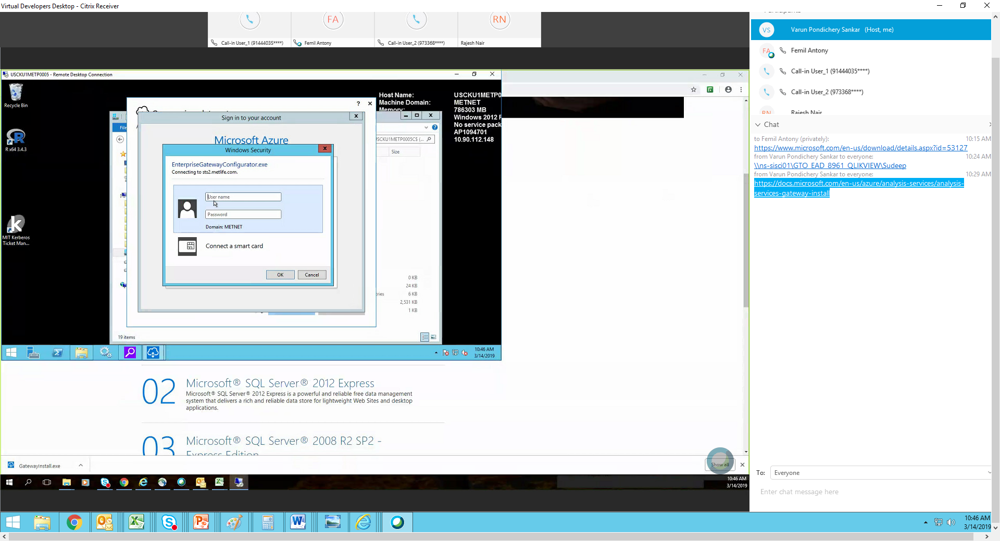 Virtual Developers Desktop - Citrix Receiver
FA
RN
Call-in User_1 (91444035****)
Femil Antony
Call-in User_2 (973368****)
Rajesh Nair
USCKU1METP0005 - Remote Desktop Connection
Recycle Bin
R x64 3.4.3
MIT Kerberos
Ticket Man...
Host Name:
USCKU1METP0
Machine Domain:
METNET
Memory:
786303 MB
Windows 2012 F
No service pack
AP1094701
10.90.112.148
?
File
Sign in to your account
Microsoft Azure
Windows Security
EnterpriseGatewayConfigurator.exe
Connecting to sts2.metlife.com.
User name
Password
Domain: METNET
Connect a smart card
OK
Cancel
SCKU1METP0005C$ (...
Size
0 KB
24 KB
ries
6 KB
2,531 KB
1 KB
19 items
10:46 AM
3/14/2019
02
Microsoft® SQL Server® 2012 Express
Microsoft® SQL Server® 2012 Express is a powerful and reliable free data management
system that delivers a rich and reliable data store for lightweight Web Sites and desktop
applications.
03
Microsoft® SQL Server® 2008 R2 SP2 -
Express Edition
GatewayInstall.exe
Show all
10:46 AM
3/14/2019
VS
Varun Pondichery Sankar (Host, me)
FA
Femil Antony
Call-in User_1 (91444035****)
Call-in User_2 (973368****)
RN
Rajesh Nair
Chat
to Femil Antony (privately):
10:15 AM
https://www.microsoft.com/en-us/download/details.aspx?id=53127
from Varun Pondichery Sankar to everyone:
10:24 AM
\\ns-sisci01\GTO_EAD_8961_QLIKVIEW\Sudeep
from Varun Pondichery Sankar to everyone:
10:29 AM
https://docs.microsoft.com/en-us/azure/analysis-services/analysis-
services-gateway-install
To:
Everyone
Enter chat message here
10:46 AM
3/14/2019